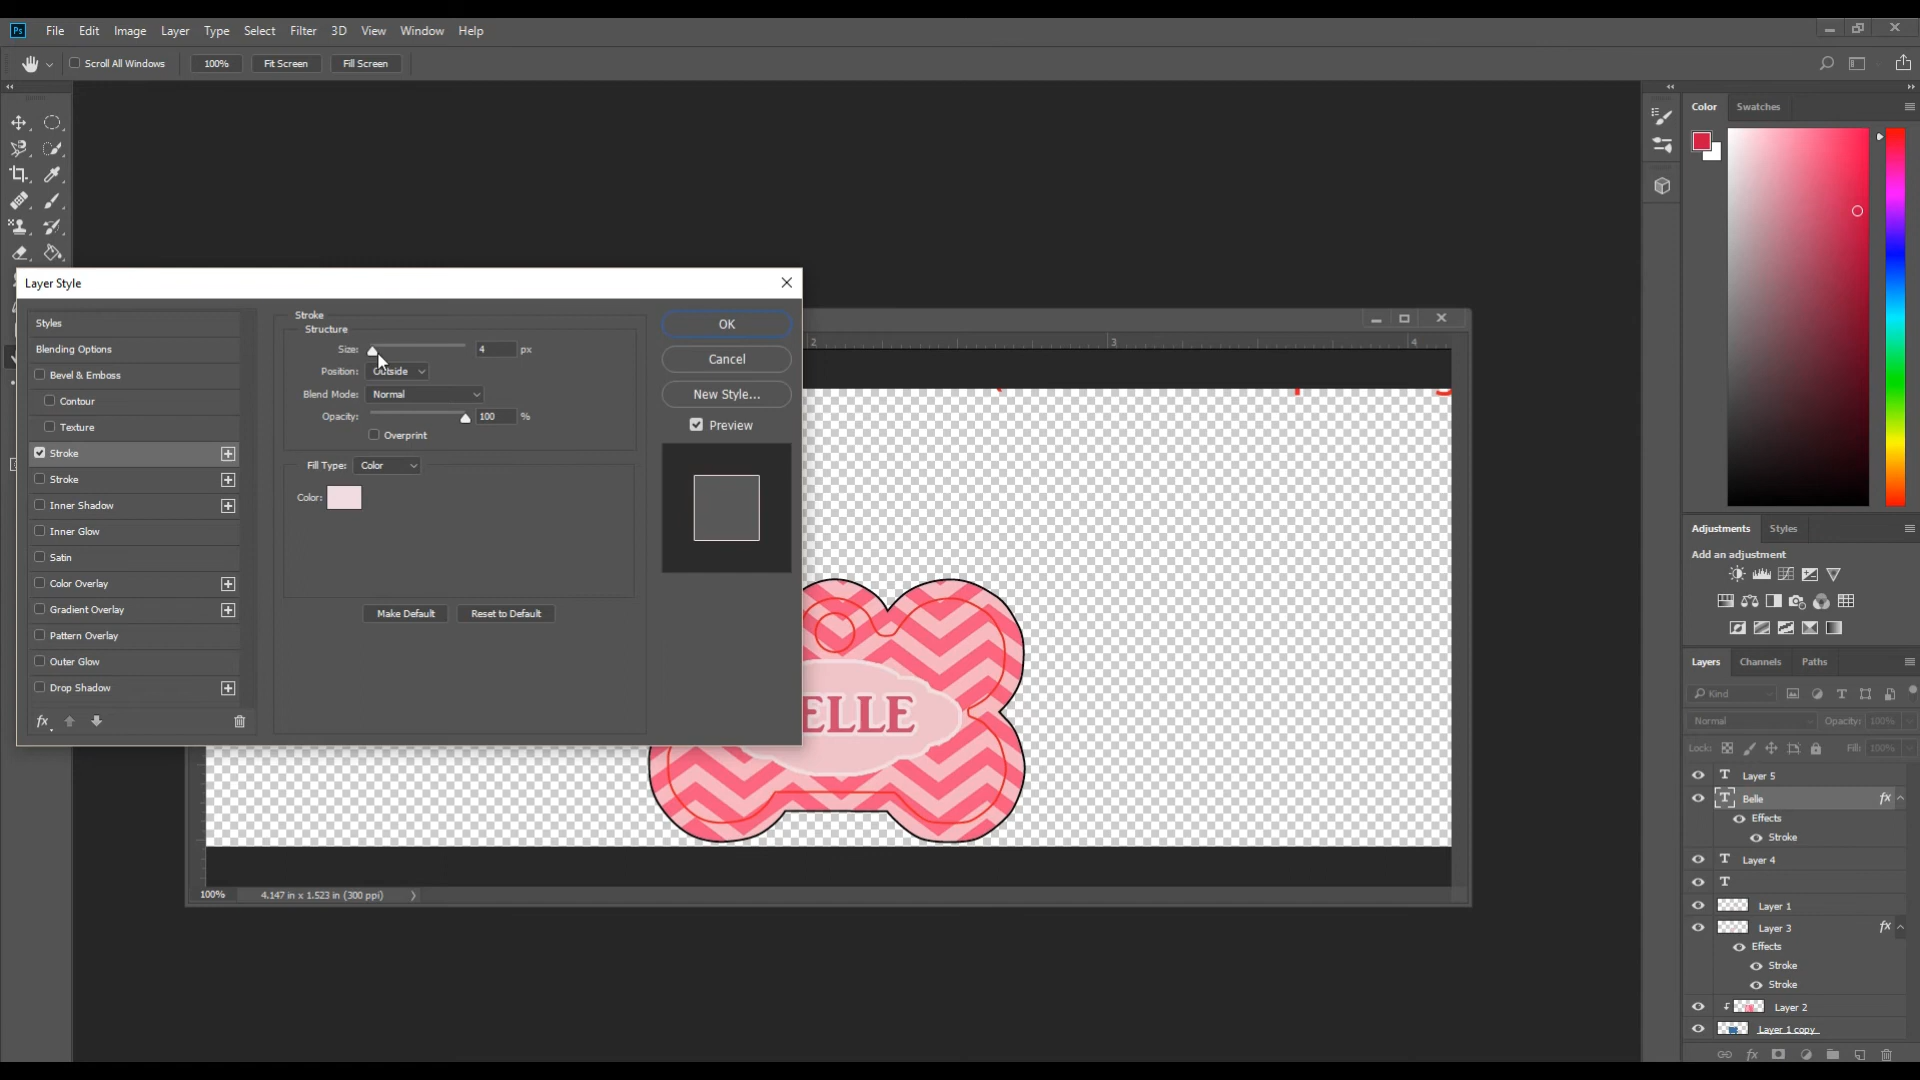 Ps File Edit Image Layer Type Select Filter 3D View Window Help
Scroll All Windows 100% Fit Screen Fill Screen
Color Swatches
Layer Style
Styles
Blending Options
Bevel & Emboss
Contour
Texture
Stroke
Stroke
Inner Shadow
Inner Glow
Satin
Color Overlay
Gradient Overlay
Pattern Overlay
Outer Glow
Drop Shadow
fx
Stroke
Structure
Size: 4 px
Position: Outside
Blend Mode: Normal
Opacity: 100 %
Overprint
Fill Type: Color
Color:
Make Default Reset to Default
OK
Cancel
New Style...
Preview
2 3 4
ELLE
100% 4.147 in x 1.523 in (300 ppi)
Adjustments Styles
Add an adjustment
Layers Channels Paths
Kind
Normal Opacity: 100%
Lock: Fill: 100%
T Layer 5
T Belle fx
Effects
Stroke
T Layer 4
T
Layer 1
Layer 3 fx
Effects
Stroke
Stroke
Layer 2
Layer 1 copy
fx